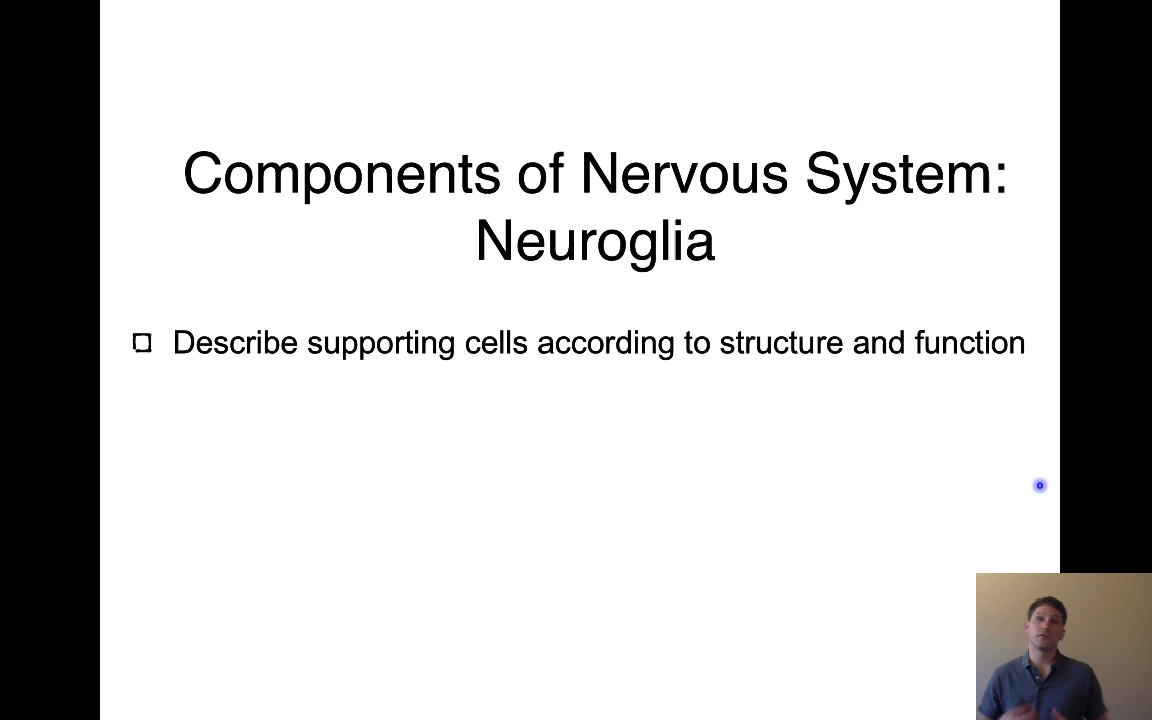 Components of Nervous System:
Neuroglia
Describe supporting cells according to structure and function